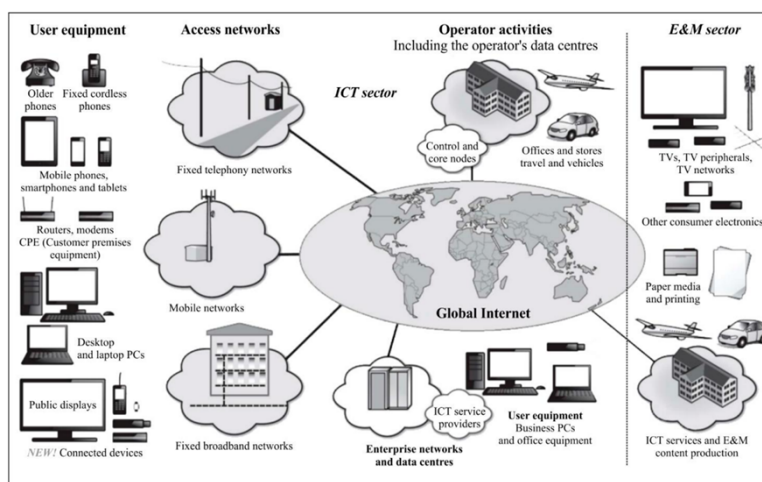 User equipment
Older
phones
Fixed cordless
phones
Mobile phones,
smartphones and tablets
Routers, modems
CPE (Customer premises
equipment)
Desktop
and laptop PCs
Public displays
NEW! Connected devices
Access networks
Fixed telephony networks
Mobile networks
Fixed broadband networks
ICT sector
Operator activities
Including the operator's data centres
Control and
core nodes
Offices and stores
travel and vehicles
Global Internet
Enterprise networks
and data centres
ICT service
providers
User equipment
Business PCs
and office equipment
E&M sector
TVs, TV peripherals,
TV networks
Other consumer electronics
Paper media
and printing
ICT services and E&M
content production